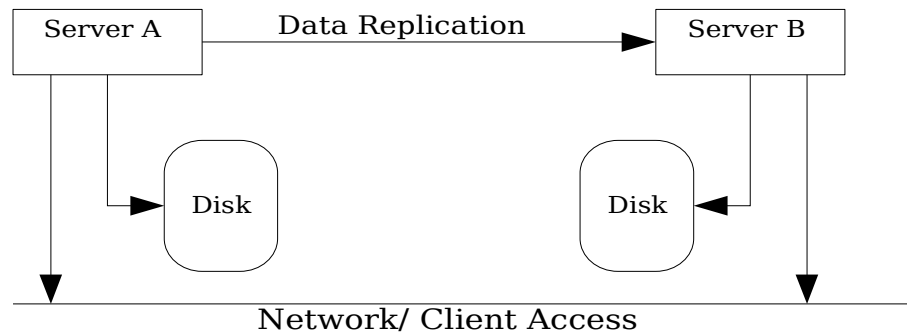 Server A
Data Replication
Server B
Disk
Disk
Network/ Client Access